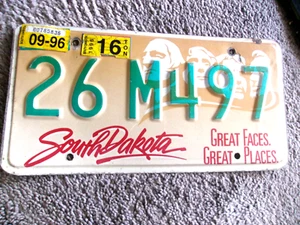 09-96 16
26 M497
South Dakota
GREAT FACES.
GREAT PLACES.